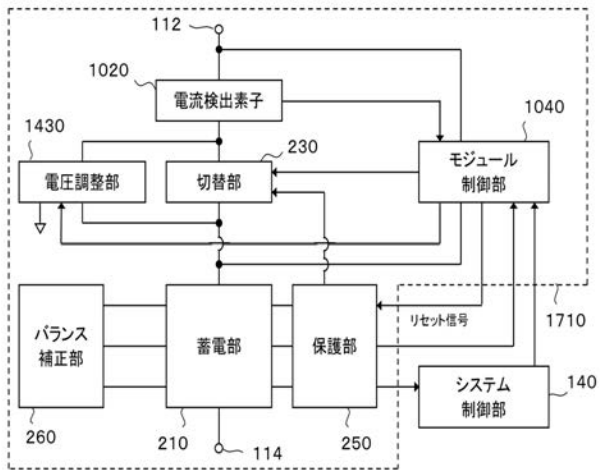 112
1020
電流検出素子
1040
1430
230
電圧調整部
切替部
モジュール
制御部
バランス
補正部
蓄電部
保護部
リセット信号
1710
システム
制御部
140
260
210
114
250